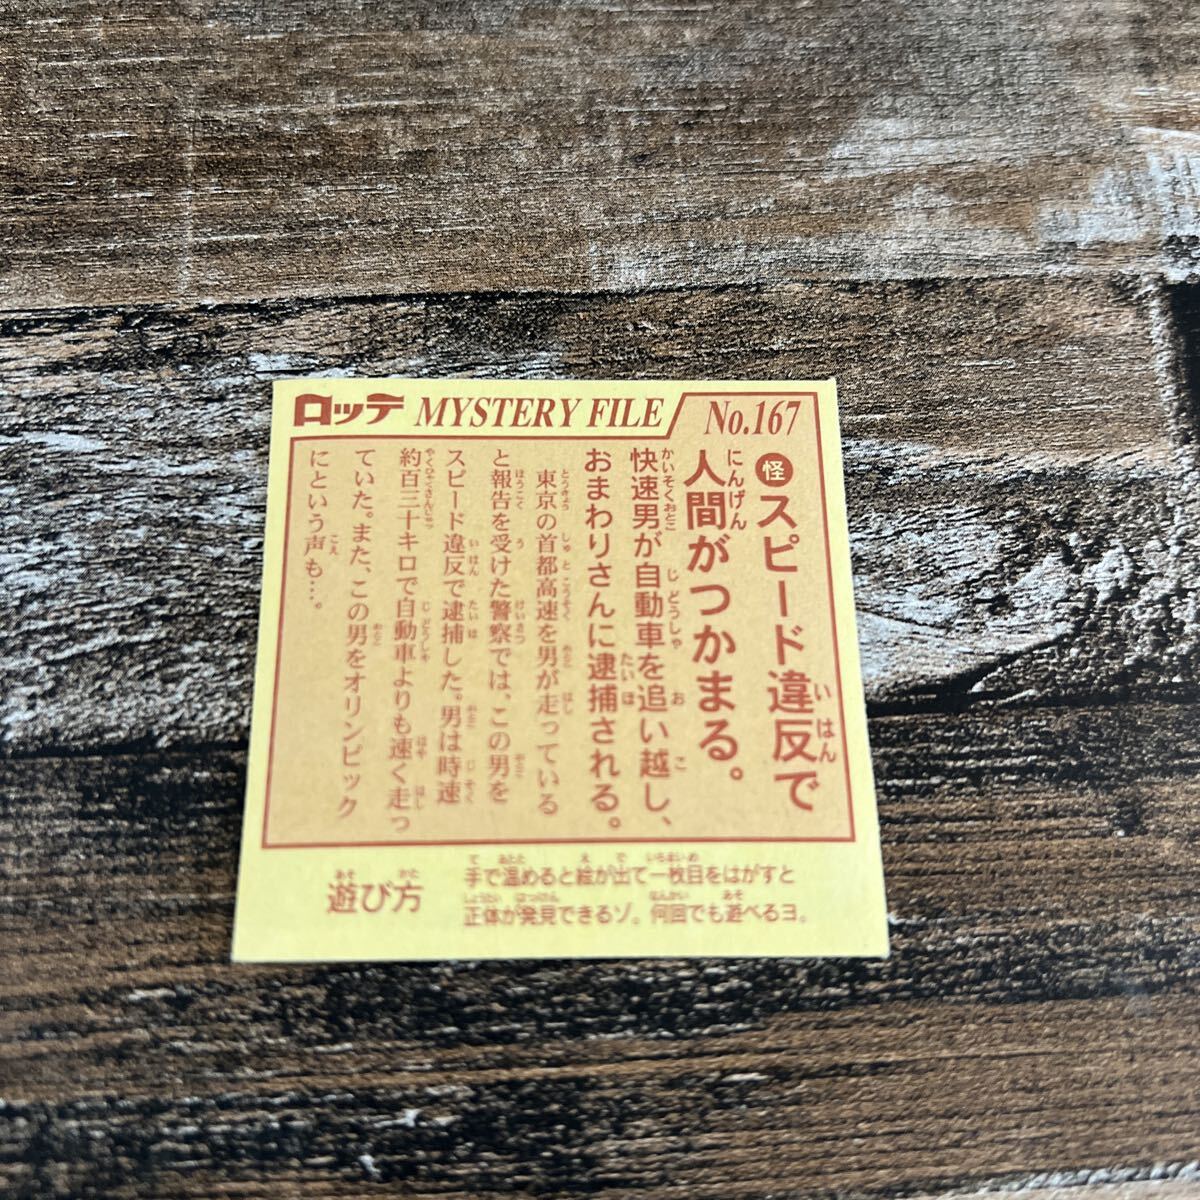 ロッテ MYSTERY FILE No.167
怪 スピード違反で
人間がつかまる。
快速男が自動車を追い越し、
おまわりさんに逮捕される。
東京の首都高速を男が走っている
と報告を受けた警察では、この男を
スピード違反で逮捕した。男は時速
約百三十キロで自動車よりも速く走っ
ていた。また、この男をオリンピック
にという声も…。
遊び方
手で温めると絵が出て一枚目をはがすと
正体が発見できるゾ。何回でも遊べるヨ。